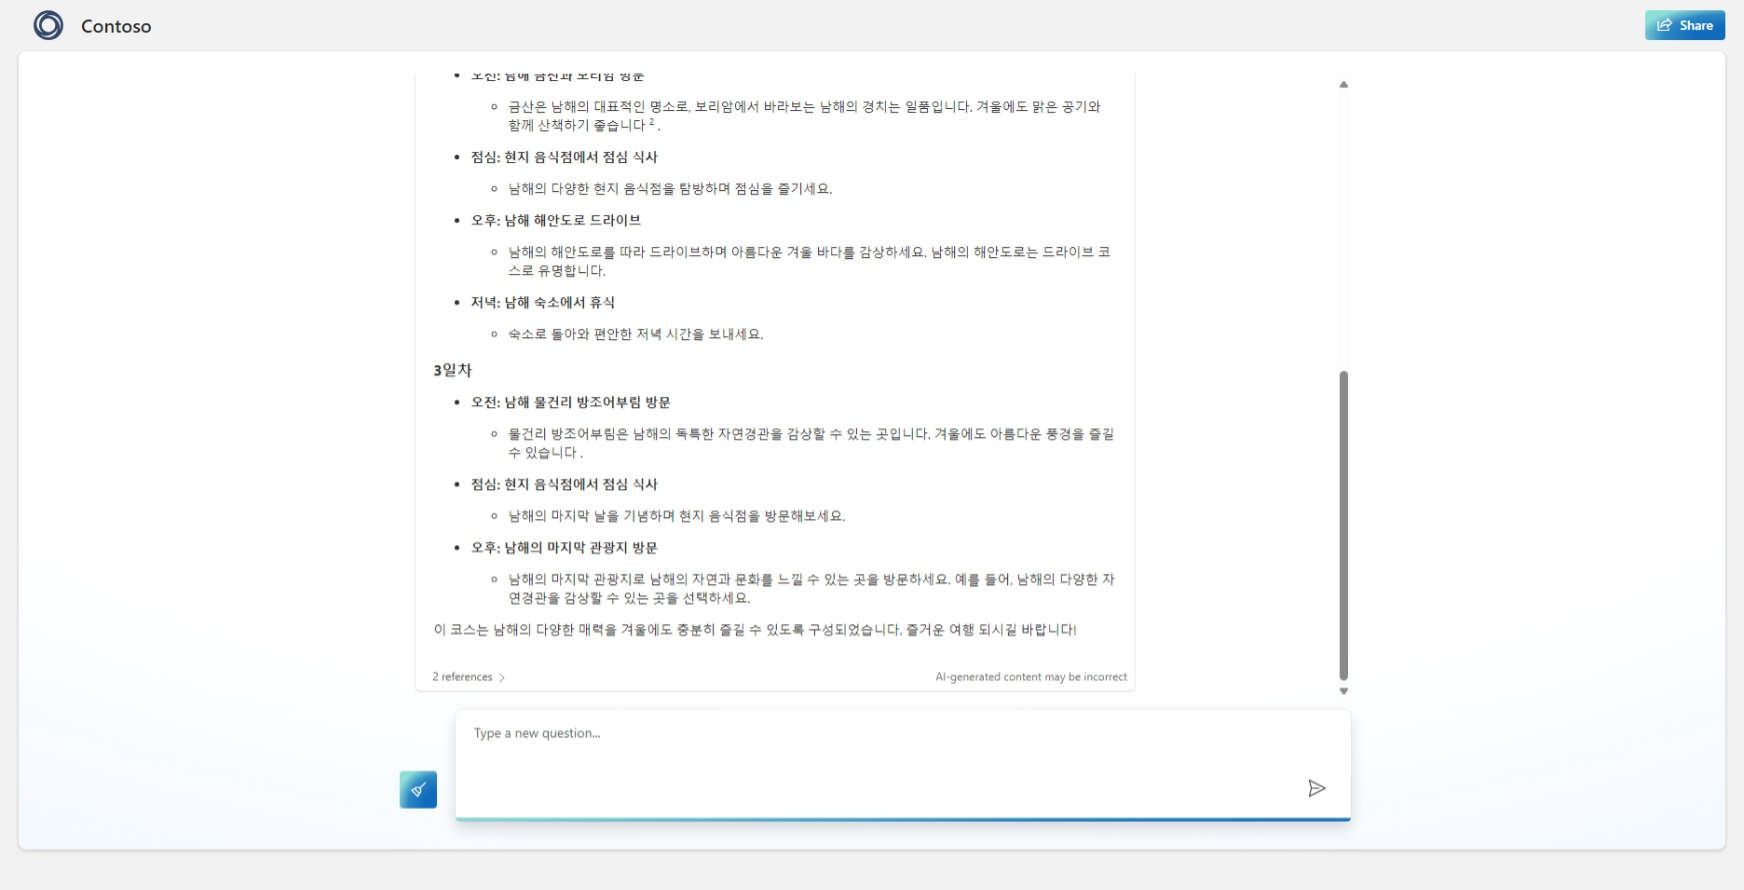 Contoso
Share
오전: 남해 금산과 보리암 방문
금산은 남해의 대표적인 명소로, 보리암에서 바라보는 남해의 경치는 일품입니다. 겨울에도 맑은 공기와
함께 산책하기 좋습니다 2 .
점심: 현지 음식점에서 점심 식사
남해의 다양한 현지 음식점을 탐방하며 점심을 즐기세요.
오후: 남해 해안도로 드라이브
남해의 해안도로를 따라 드라이브하며 아름다운 겨울 바다를 감상하세요. 남해의 해안도로는 드라이브 코
스로 유명합니다.
저녁: 남해 숙소에서 휴식
숙소로 돌아와 편안한 저녁 시간을 보내세요.
3일차
오전: 남해 물건리 방조어부림 방문
물건리 방조어부림은 남해의 독특한 자연경관을 감상할 수 있는 곳입니다. 겨울에도 아름다운 풍경을 즐길
수 있습니다 .
점심: 현지 음식점에서 점심 식사
남해의 마지막 날을 기념하며 현지 음식점을 방문해보세요.
오후: 남해의 마지막 관광지 방문
남해의 마지막 관광지로 남해의 자연과 문화를 느낄 수 있는 곳을 방문하세요. 예를 들어, 남해의 다양한 자
연경관을 감상할 수 있는 곳을 선택하세요.
이 코스는 남해의 다양한 매력을 겨울에도 충분히 즐길 수 있도록 구성되었습니다. 즐거운 여행 되시길 바랍니다!
2 references
AI-generated content may be incorrect
Type a new question...